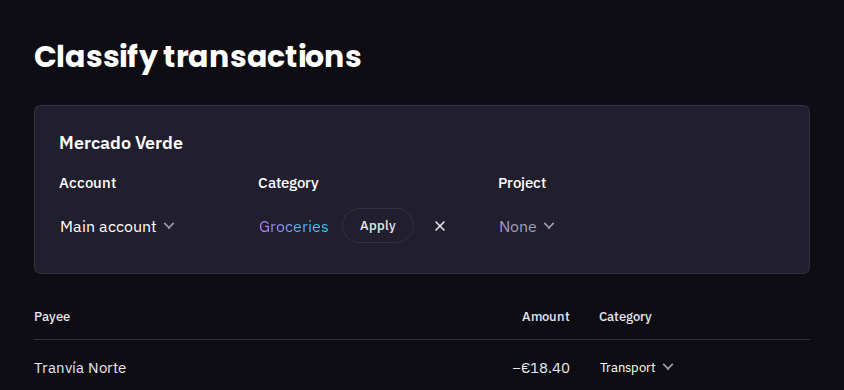 Classify transactions
Mercado Verde
Account Category Project
Main account Groceries Apply × None
Payee Amount Category
Tranvía Norte −€18.40 Transport